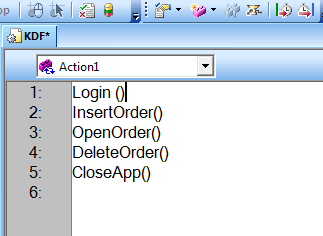 KDF*
Action1
1: Login ()
2: InsertOrder()
3: OpenOrder()
4: DeleteOrder()
5: CloseApp()
6: